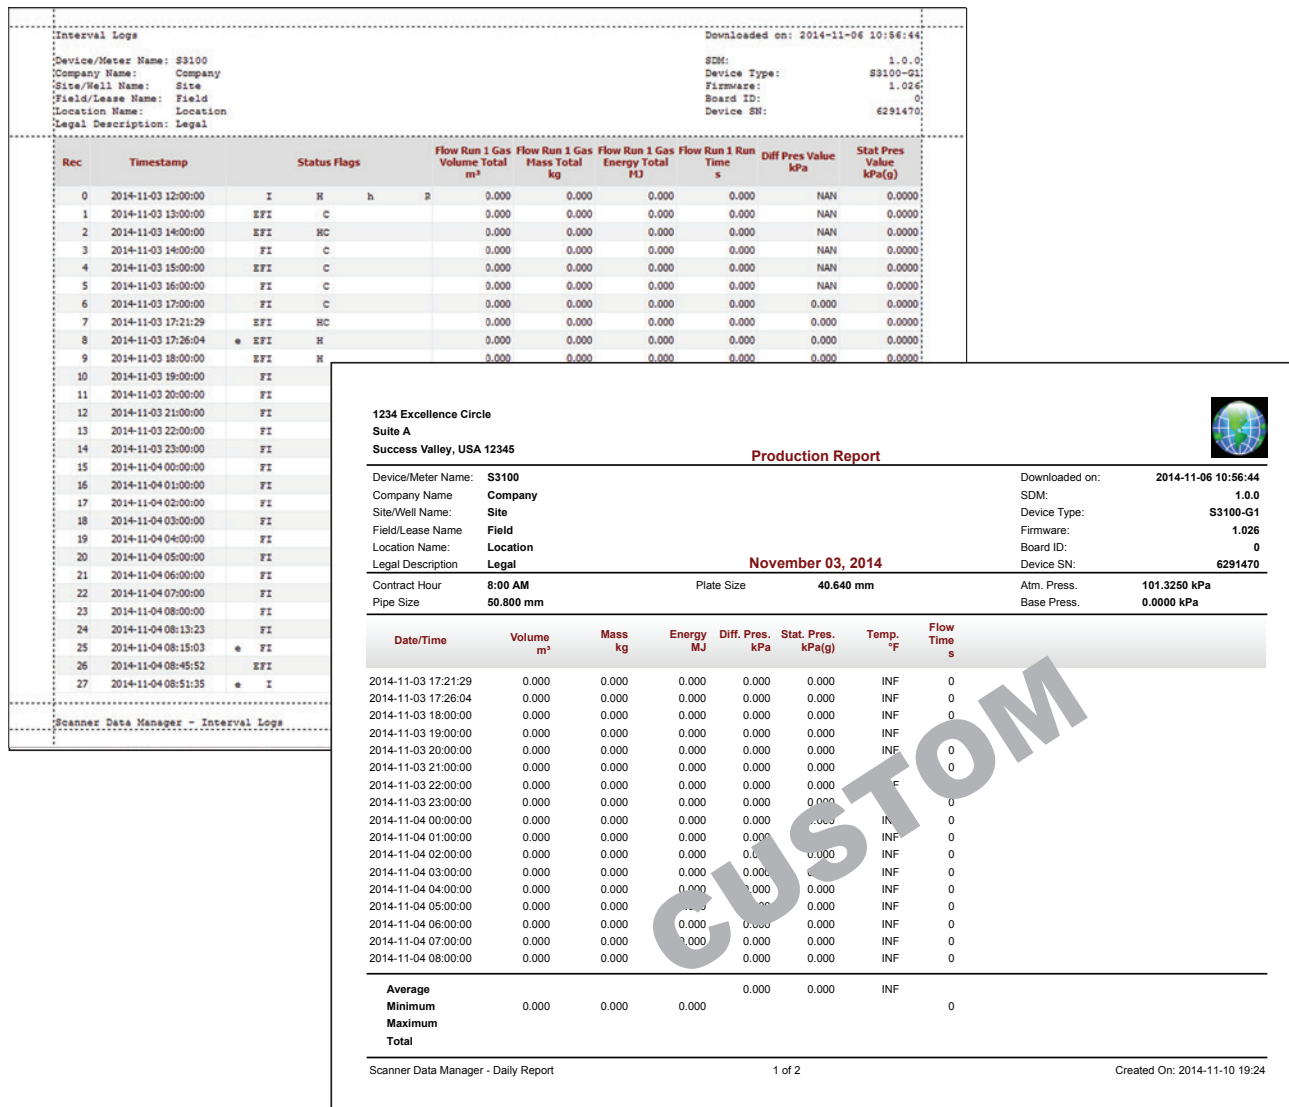 Interval Logs Downloaded on: 2014-11-06 10:56:44
Device/Meter Name: S3100 SDM: 1.0.0
Company Name: Company Device Type: S3100-G1
Site/Well Name: Site Firmware: 1.026
Field/Lease Name: Field Board ID: 0
Location Name: Location Device SN: 6291470
Legal Description: Legal
Flow Run 1 Gas Flow Run 1 Gas Flow Run 1 Gas Flow Run 1 Run Stat Pres
Rec Timestamp Status Flags Volume Total Mass Total Energy Total Time Diff Pres Value Value
m³ kg MJ s kPa kPa(g)
0 2014-11-03 12:00:00 I H h R 0.000 0.000 0.000 0.000 NAN 0.0000
1 2014-11-03 13:00:00 EFI C 0.000 0.000 0.000 0.000 NAN 0.0000
2 2014-11-03 14:00:00 EFI HC 0.000 0.000 0.000 0.000 NAN 0.0000
3 2014-11-03 14:00:00 FI C 0.000 0.000 0.000 0.000 NAN 0.0000
4 2014-11-03 15:00:00 EFI C 0.000 0.000 0.000 0.000 NAN 0.0000
5 2014-11-03 16:00:00 FI C 0.000 0.000 0.000 0.000 NAN 0.0000
6 2014-11-03 17:00:00 FI C 0.000 0.000 0.000 0.000 0.000 0.0000
7 2014-11-03 17:21:29 EFI HC 0.000 0.000 0.000 0.000 0.000 0.0000
8 2014-11-03 17:26:04 e EFI H 0.000 0.000 0.000 0.000 0.000 0.0000
9 2014-11-03 18:00:00 EFI H 0.000 0.000 0.000 0.000 0.000 0.0000
10 2014-11-03 19:00:00 FI
11 2014-11-03 20:00:00 FI
12 2014-11-03 21:00:00 FI
13 2014-11-03 22:00:00 FI
14 2014-11-03 23:00:00 FI
15 2014-11-04 00:00:00 FI
16 2014-11-04 01:00:00 FI
17 2014-11-04 02:00:00 FI
18 2014-11-04 03:00:00 FI
19 2014-11-04 04:00:00 FI
20 2014-11-04 05:00:00 FI
21 2014-11-04 06:00:00 FI
22 2014-11-04 07:00:00 FI
23 2014-11-04 08:00:00 FI
24 2014-11-04 08:13:23 FI
25 2014-11-04 08:15:03 e FI
26 2014-11-04 08:45:52 EFI
27 2014-11-04 08:51:35 e I
Scanner Data Manager - Interval Logs
1234 Excellence Circle
Suite A
Success Valley, USA 12345
Production Report
Device/Meter Name: S3100 Downloaded on: 2014-11-06 10:56:44
Company Name Company SDM: 1.0.0
Site/Well Name: Site Device Type: S3100-G1
Field/Lease Name Field Firmware: 1.026
Location Name: Location Board ID: 0
Legal Description Legal November 03, 2014 Device SN: 6291470
Contract Hour 8:00 AM Plate Size 40.640 mm Atm. Press. 101.3250 kPa
Pipe Size 50.800 mm Base Press. 0.0000 kPa
Date/Time Volume Mass Energy Diff. Pres. Stat. Pres. Temp. Flow Time
m³ kg MJ kPa kPa(g) °F s
2014-11-03 17:21:29 0.000 0.000 0.000 0.000 0.000 INF 0
2014-11-03 17:26:04 0.000 0.000 0.000 0.000 0.000 INF 0
2014-11-03 18:00:00 0.000 0.000 0.000 0.000 0.000 INF 0
2014-11-03 19:00:00 0.000 0.000 0.000 0.000 0.000 INF
2014-11-03 20:00:00 0.000 0.000 0.000 0.000 0.000 INF 0
2014-11-03 21:00:00 0.000 0.000 0.000 0.000 0.000 0
2014-11-03 22:00:00 0.000 0.000 0.000 0.000 0.000
2014-11-03 23:00:00 0.000 0.000 0.000 0.000 0.000 0
2014-11-04 00:00:00 0.000 0.000 0.000 0.000 INF 0
2014-11-04 01:00:00 0.000 0.000 0.000 0.000 INF 0
2014-11-04 02:00:00 0.000 0.000 0.000 0.000 INF 0
2014-11-04 03:00:00 0.000 0.000 0.000 0.000 INF 0
2014-11-04 04:00:00 0.000 0.000 0.000 0.000 0.000 INF 0
2014-11-04 05:00:00 0.000 0.000 0.000 INF 0
2014-11-04 06:00:00 0.000 0.000 0.000 0.000 0.000 INF 0
2014-11-04 07:00:00 0.000 0.000 0.000 0.000 0.000 INF 0
2014-11-04 08:00:00 0.000 0.000 0.000 0.000 0.000 INF 0
CUSTOM
Average 0.000 0.000 INF
Minimum 0.000 0.000 0.000 0
Maximum
Total
Scanner Data Manager - Daily Report 1 of 2 Created On: 2014-11-10 19:24